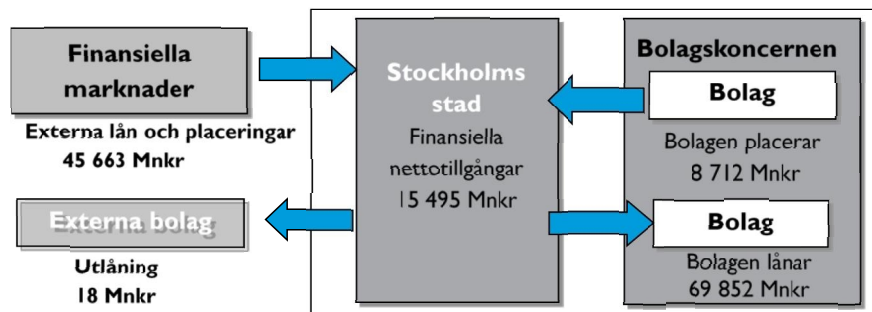 Finansiella
marknader
Externa lån och placeringar
45 663 Mnkr
Externa bolag
Utlåning
18 Mnkr
Stockholms
stad
Finansiella
nettotillgångar
15 495 Mnkr
Bolagskoncernen
Bolag
Bolagen placerar
8 712 Mnkr
Bolag
Bolagen lånar
69 852 Mnkr